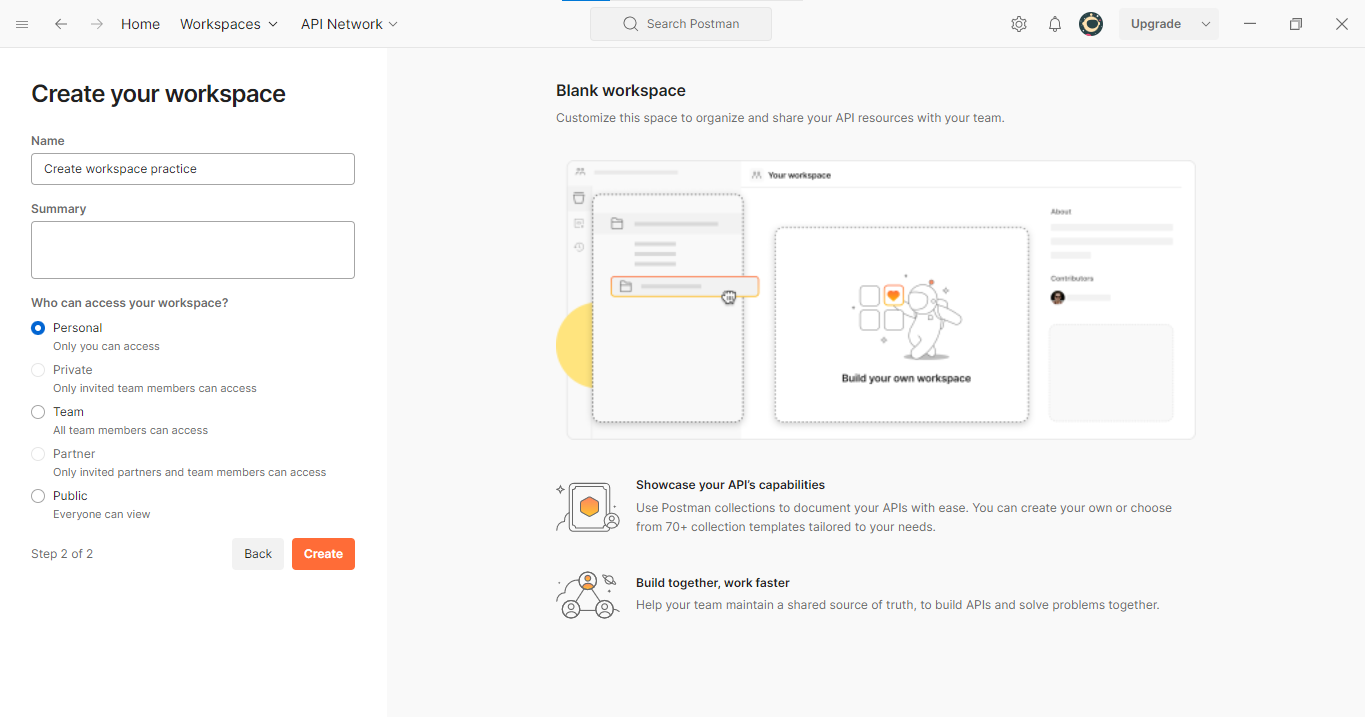 Home Workspaces API Network Search Postman Upgrade
Create your workspace
Name
Create workspace practice
Summary
Who can access your workspace?
Personal
Only you can access
Private
Only invited team members can access
Team
All team members can access
Partner
Only invited partners and team members can access
Public
Everyone can view
Step 2 of 2 Back Create
Blank workspace
Customize this space to organize and share your API resources with your team.
Your workspace
About
Contributors
Build your own workspace
Showcase your API's capabilities
Use Postman collections to document your APIs with ease. You can create your own or choose
from 70+ collection templates tailored to your needs.
Build together, work faster
Help your team maintain a shared source of truth, to build APIs and solve problems together.